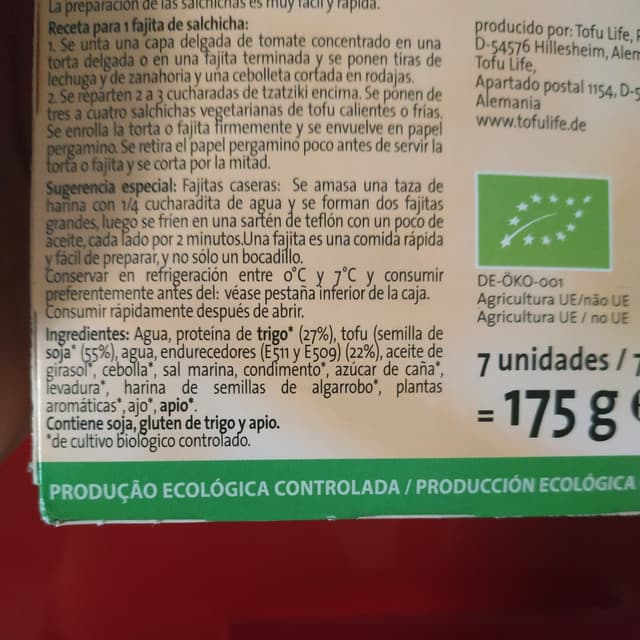 La preparación de las salchichas es muy fácil y rápida.
Receta para 1 fajita de salchicha:
1. Se unta una capa delgada de tomate concentrado en una
torta delgada o en una fajita terminada y se ponen tiras de
lechuga y de zanahoria y una cebolleta cortada en rodajas.
2. Se reparten 2 a 3 cucharadas de tzatziki encima. Se ponen de
tres a cuatro salchichas vegetarianas de tofu calientes o frías.
Se enrolla la torta o fajita firmemente y se envuelve en papel
pergamino. Se retira el papel pergamino poco antes de servir la
torta o fajita y se corta por la mitad.
Sugerencia especial: Fajitas caseras: Se amasa una taza de
harina con 1/4 cucharadita de agua y se forman dos fajitas
grandes, luego se fríen en una sartén de teflón con un poco de
aceite, cada lado por 2 minutos.Una fajita es una comida rápida
y fácil de preparar, y no sólo un bocadillo.
Conservar en refrigeración entre 0°C y 7°C y consumir
preferentemente antes del: véase pestaña inferior de la caja.
Consumir rápidamente después de abrir.
Ingredientes: Agua, proteína de trigo* (27%), tofu (semilla de
soja* (55%), agua, endurecedores (E511 y E509) (22%), aceite de
girasol*, cebolla*, sal marina, condimento*, azúcar de caña*,
levadura*, harina de semillas de algarrobo*, plantas
aromáticas*, ajo*, apio*.
Contiene soja, gluten de trigo y apio.
*de cultivo biológico controlado.
producido por: Tofu Life,
D-54576 Hillesheim,
Tofu Life,
Apartado postal 1154,
Alemania
www.tofulife.de
DE-ÖKO-001
Agricultura UE/não UE
Agricultura UE / no UE
7 unidades /
= 175 g
PRODUÇÃO ECOLÓGICA CONTROLADA / PRODUCCIÓN ECOLÓGICA